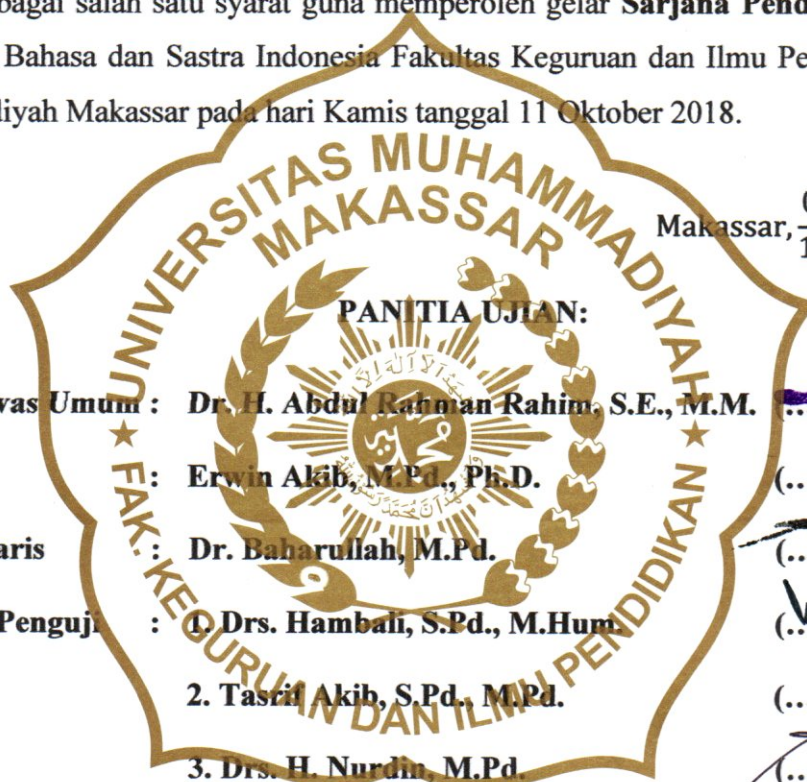 bagai salah satu syarat guna memperoleh gelar Sarjana Pend
Bahasa dan Sastra Indonesia Fakultas Keguruan dan Ilmu Pe
diyah Makassar pada hari Kamis tanggal 11 Oktober 2018.
UNIVERSITAS MUHAMMADIYAH
MAKASSAR
Makassar,
PANITIA UJIAN:
was Umum : Dr. H. Abdul Rahman Rahim, S.E., M.M. (..
: Erwin Akib, M.Pd., Ph.D. (..
aris : Dr. Baharullah, M.Pd. (..
Penguji : 1. Drs. Hambali, S.Pd., M.Hum. (..
2. Tasrif Akib, S.Pd., M.Pd. (..
3. Drs. H. Nurdin, M.Pd. (..
FAK. KEGURUAN DAN ILMU PENDIDIKAN